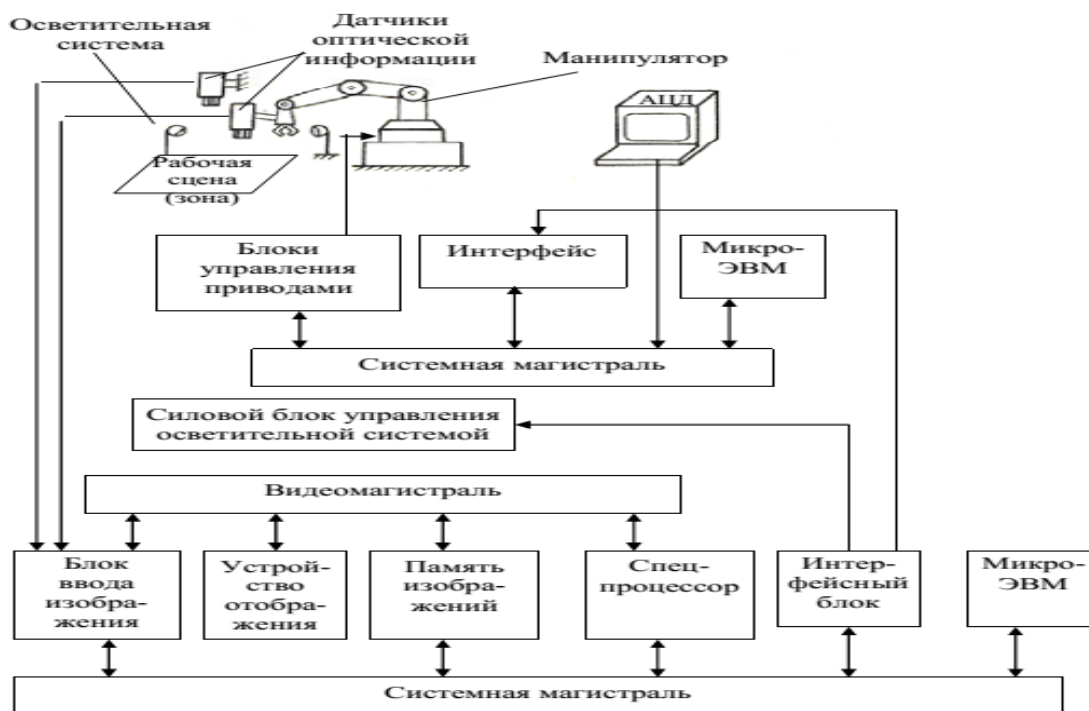 Осветительная
система
Датчики
оптической
информации
Манипулятор
АЦД
Рабочая
сцена
(зона)
Блоки
управления
приводами
Интерфейс
Микро-
ЭВМ
Системная магистраль
Силовой блок управления
осветительной системой
Видеомагистраль
Блок
ввода
изобра-
жения
Устрой-
ство
отобра-
жения
Память
изобра-
жений
Спец-
процессор
Интер-
фейсный
блок
Микро-
ЭВМ
Системная магистраль